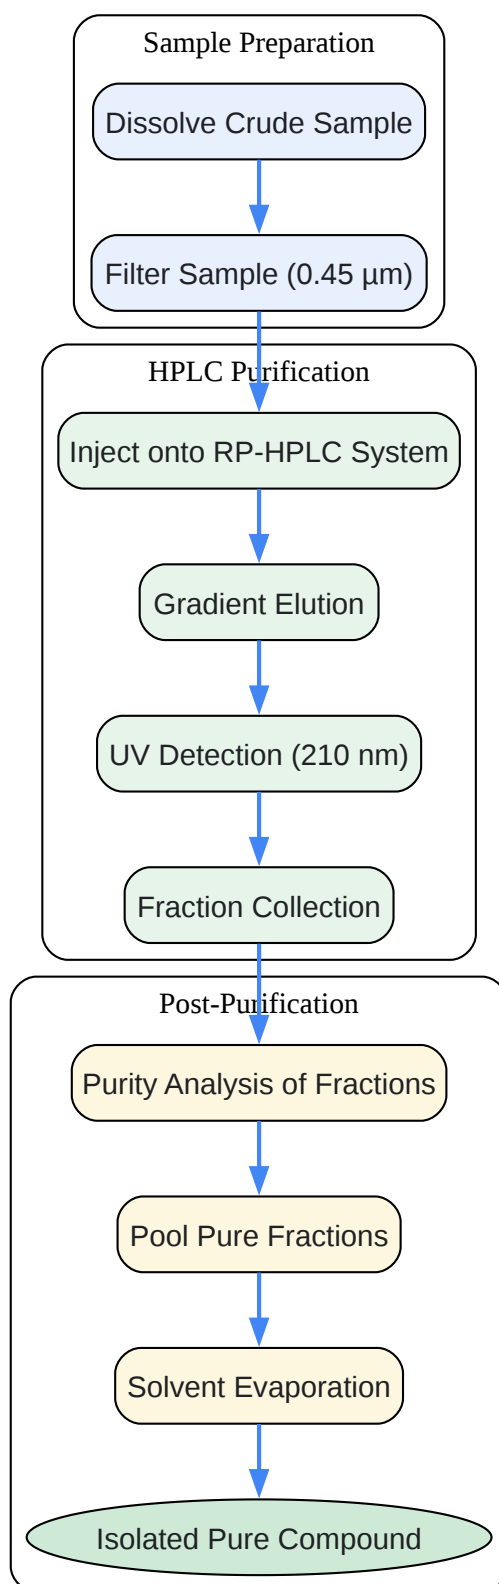 Sample Preparation
Dissolve Crude Sample
Filter Sample (0.45 µm)
HPLC Purification
Inject onto RP-HPLC System
Gradient Elution
UV Detection (210 nm)
Fraction Collection
Post-Purification
Purity Analysis of Fractions
Pool Pure Fractions
Solvent Evaporation
Isolated Pure Compound